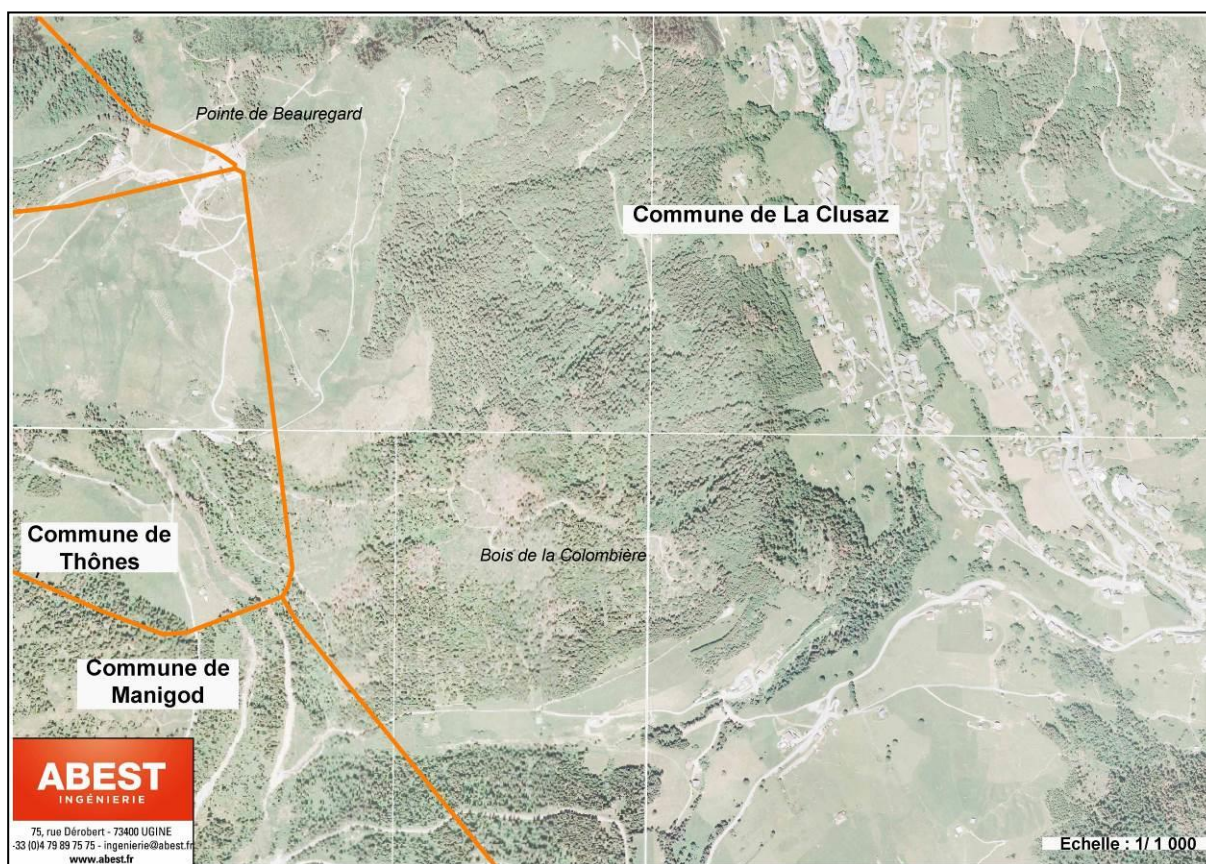 Pointe de Beauregard
Commune de La Clusaz
Commune de
Thônes
Bois de la Colombière
Commune de
Manigod
ABEST
INGÉNIERIE
75, rue Dérobert - 73400 UGINE
-33 (0)4 79 89 75 75 - ingenierie@abest.fr
www.abest.fr
Echelle : 1/ 1 000